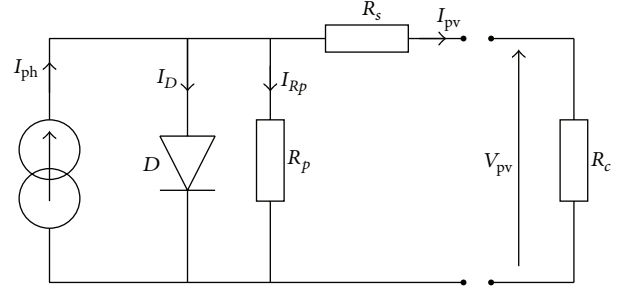 R_s
I_pv
I_ph
I_D
I_Rp
D
R_p
V_pv
R_c